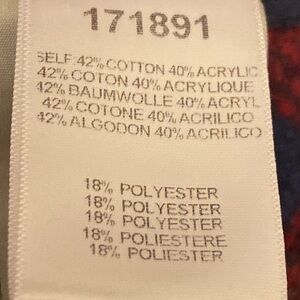 171891
SELF:42% COTTON 40% ACRYLIC
42% COTON 40% ACRYLIQUE
42% BAUMWOLLE 40% ACRYL
42% COTONE 40% ACRILICO
42% ALGODON 40% ACRILICO
18% POLYESTER
18% POLYESTER
18% POLYESTER
18% POLIESTERE
18% POLIESTER